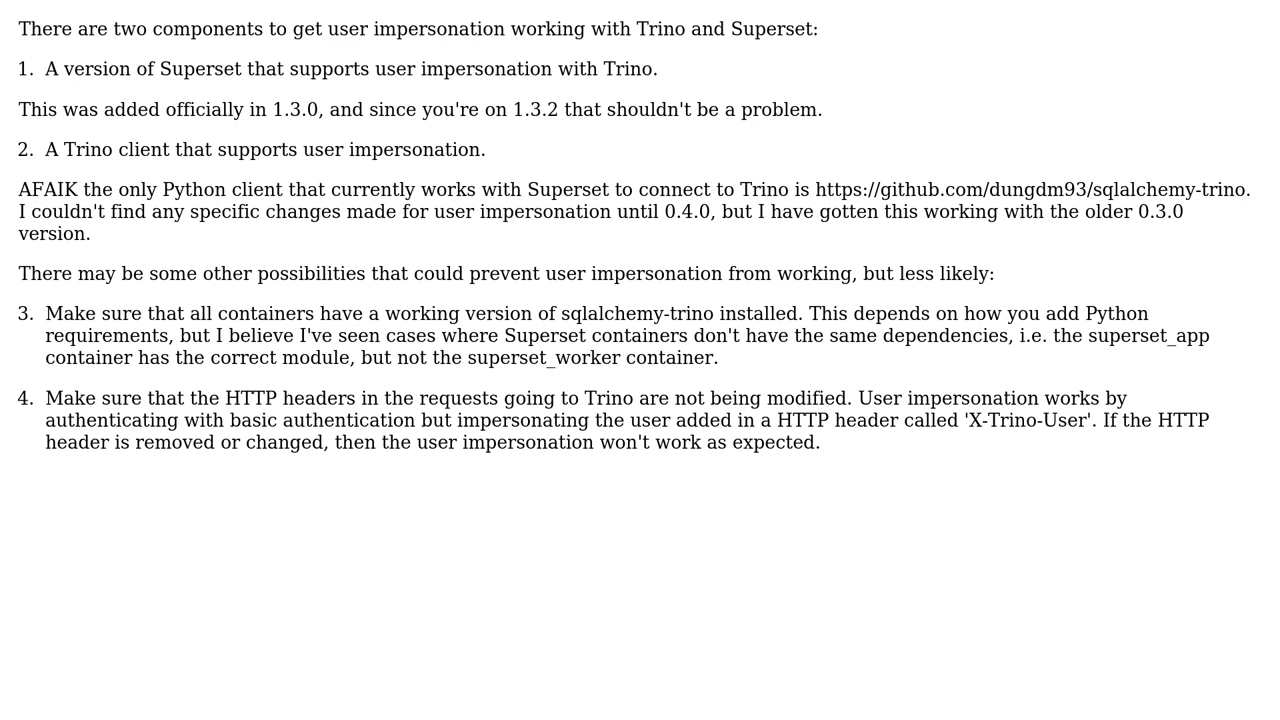 There are two components to get user impersonation working with Trino and Superset:
1. A version of Superset that supports user impersonation with Trino.
This was added officially in 1.3.0, and since you're on 1.3.2 that shouldn't be a problem.
2. A Trino client that supports user impersonation.
AFAIK the only Python client that currently works with Superset to connect to Trino is https://github.com/dungdm93/sqlalchemy-trino.
I couldn't find any specific changes made for user impersonation until 0.4.0, but I have gotten this working with the older 0.3.0
version.
There may be some other possibilities that could prevent user impersonation from working, but less likely:
3. Make sure that all containers have a working version of sqlalchemy-trino installed. This depends on how you add Python
requirements, but I believe I've seen cases where Superset containers don't have the same dependencies, i.e. the superset_app
container has the correct module, but not the superset_worker container.
4. Make sure that the HTTP headers in the requests going to Trino are not being modified. User impersonation works by
authenticating with basic authentication but impersonating the user added in a HTTP header called 'X-Trino-User'. If the HTTP
header is removed or changed, then the user impersonation won't work as expected.